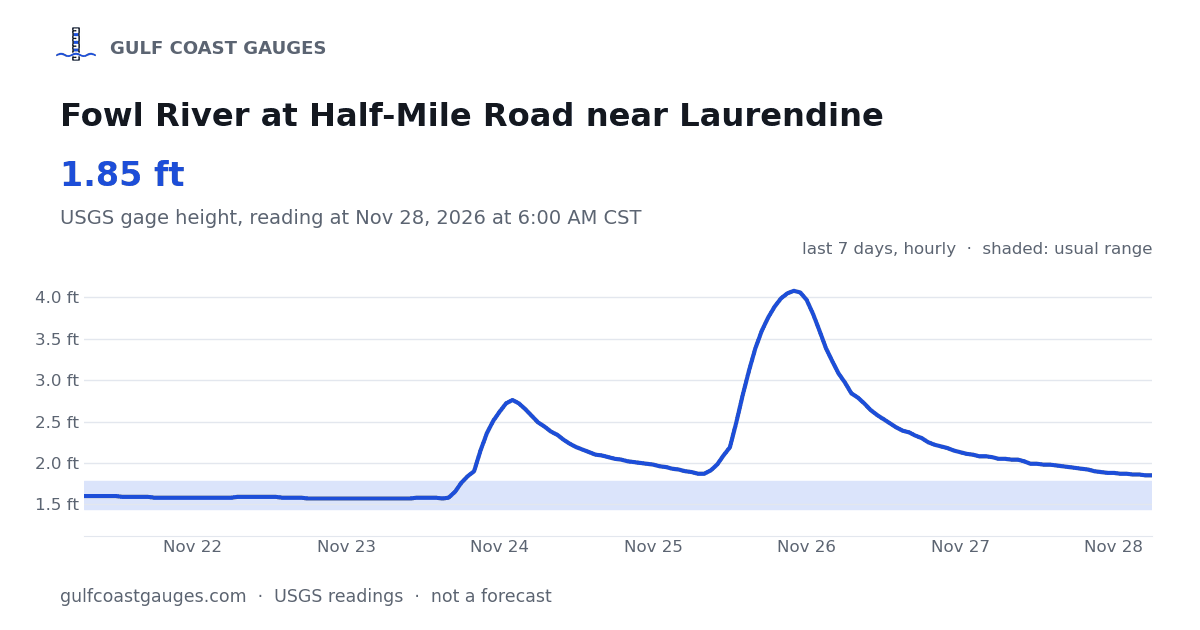 GULF COAST GAUGES
Fowl River at Half-Mile Road near Laurendine
1.85 ft
USGS gage height, reading at Nov 28, 2026 at 6:00 AM CST
last 7 days, hourly · shaded: usual range
4.0 ft
3.5 ft
3.0 ft
2.5 ft
2.0 ft
1.5 ft
Nov 22 Nov 23 Nov 24 Nov 25 Nov 26 Nov 27 Nov 28
gulfcoastgauges.com · USGS readings · not a forecast